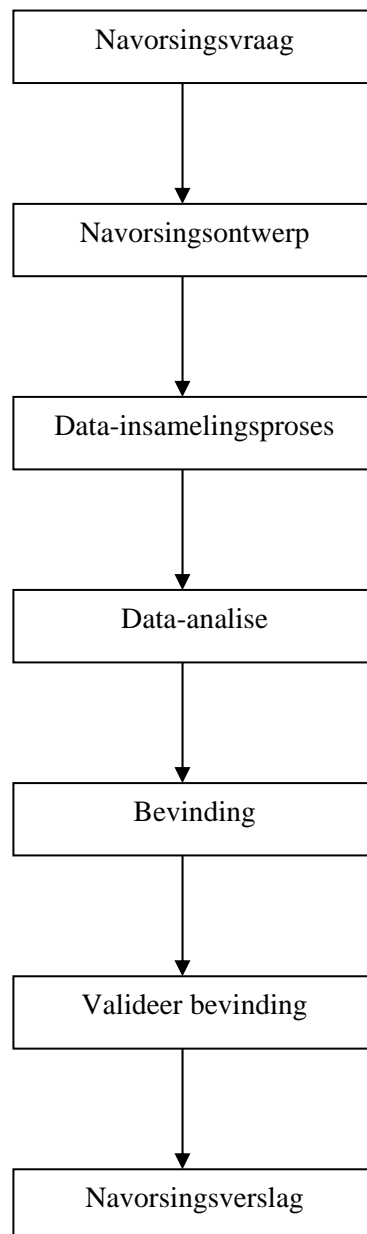 Navorsingsvraag
Navorsingsontwerp
Data-insamelingsproses
Data-analise
Bevinding
Valideer bevinding
Navorsingsverslag